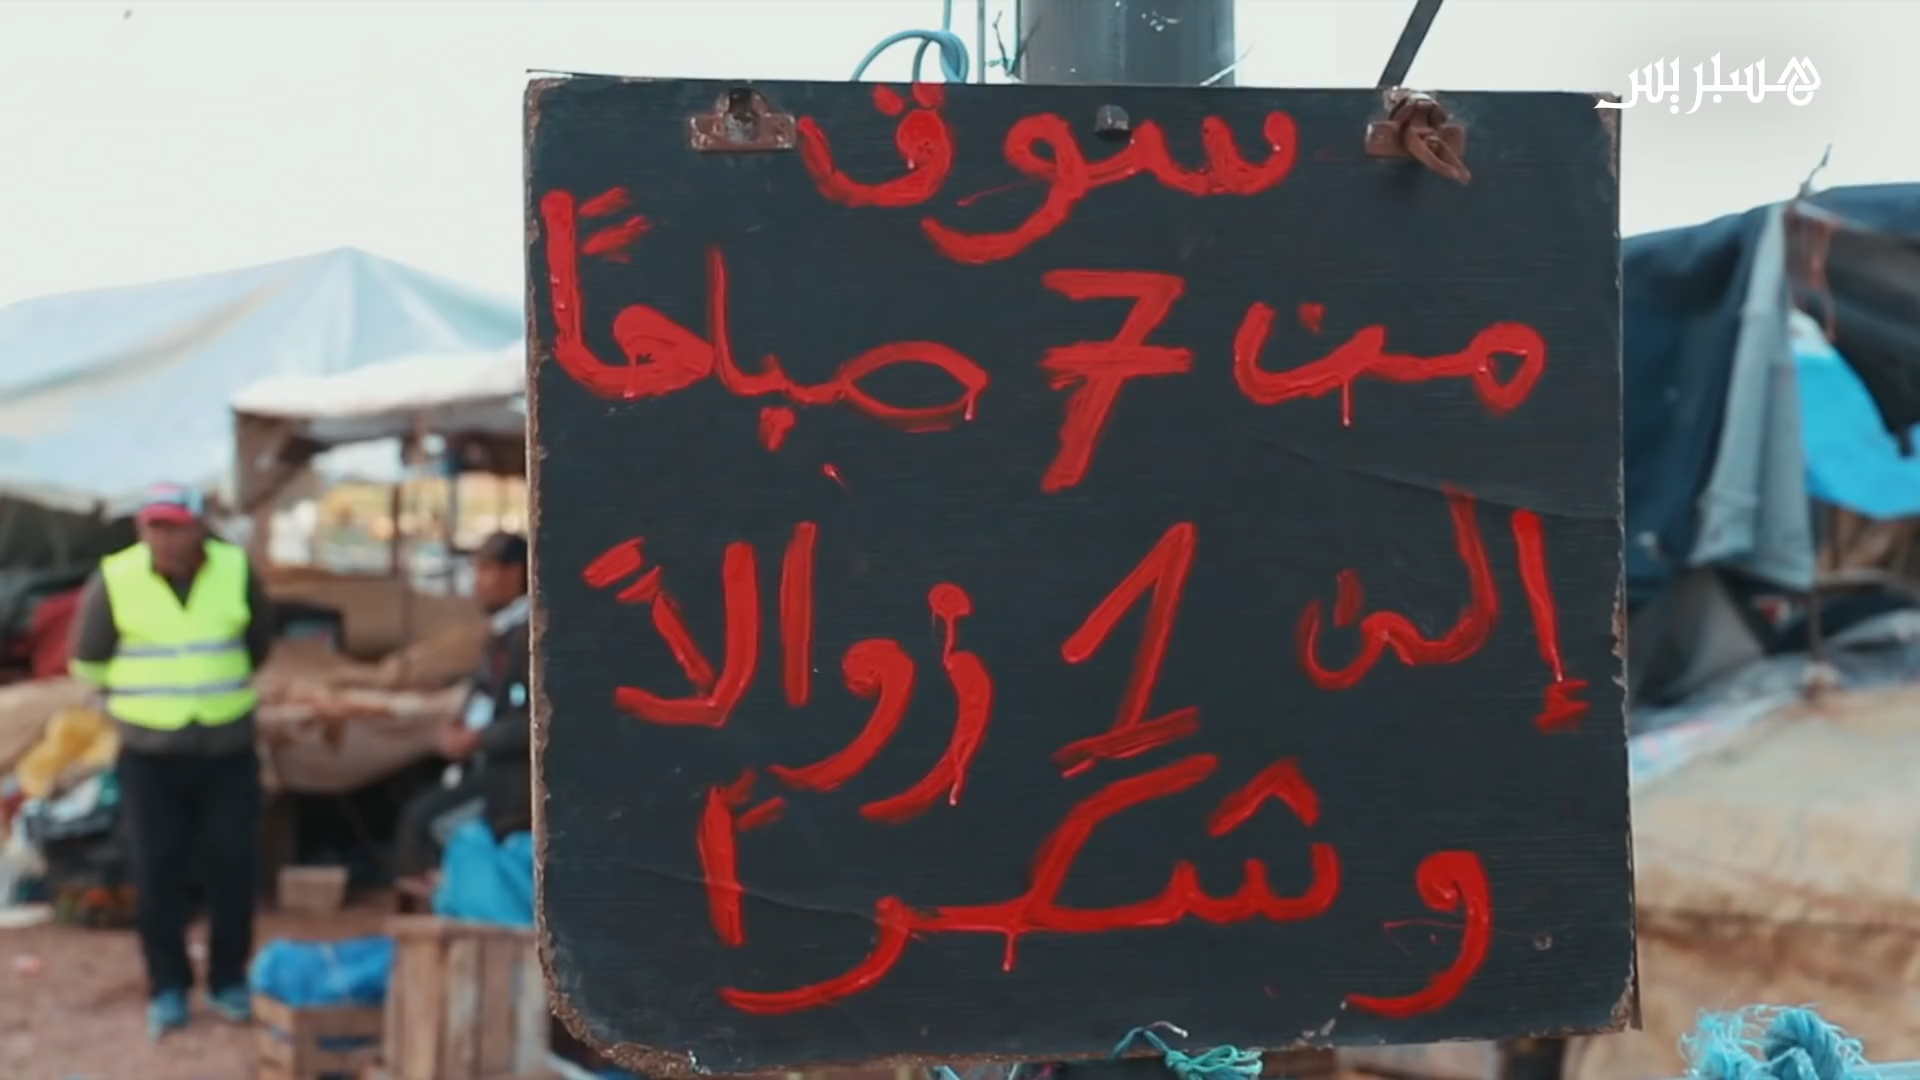 هسبريس
سوق
من 7 صباحاً
إلى 1 زوالاً
وشكراً